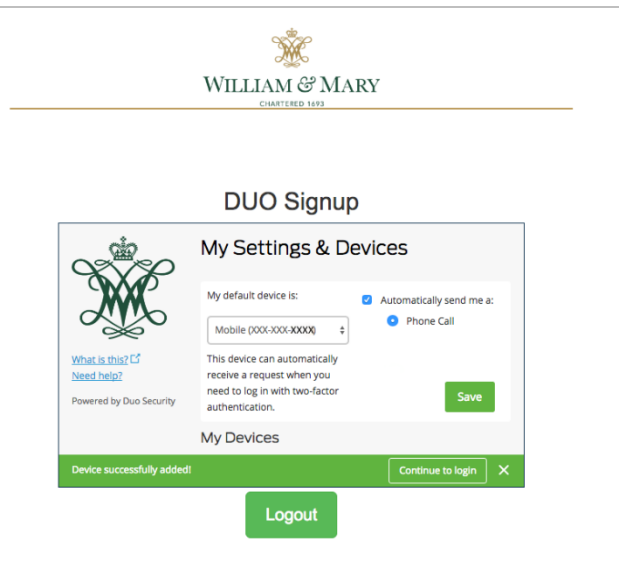 WILLIAM & MARY
CHARTERED 1693
DUO Signup
My Settings & Devices
My default device is:
Mobile (XXX-XXX-XXXX)
This device can automatically
receive a request when you
need to log in with two-factor
authentication.
Automatically send me a:
Phone Call
Save
What is this?
Need help?
Powered by Duo Security
My Devices
Device successfully added!
Continue to login
Logout